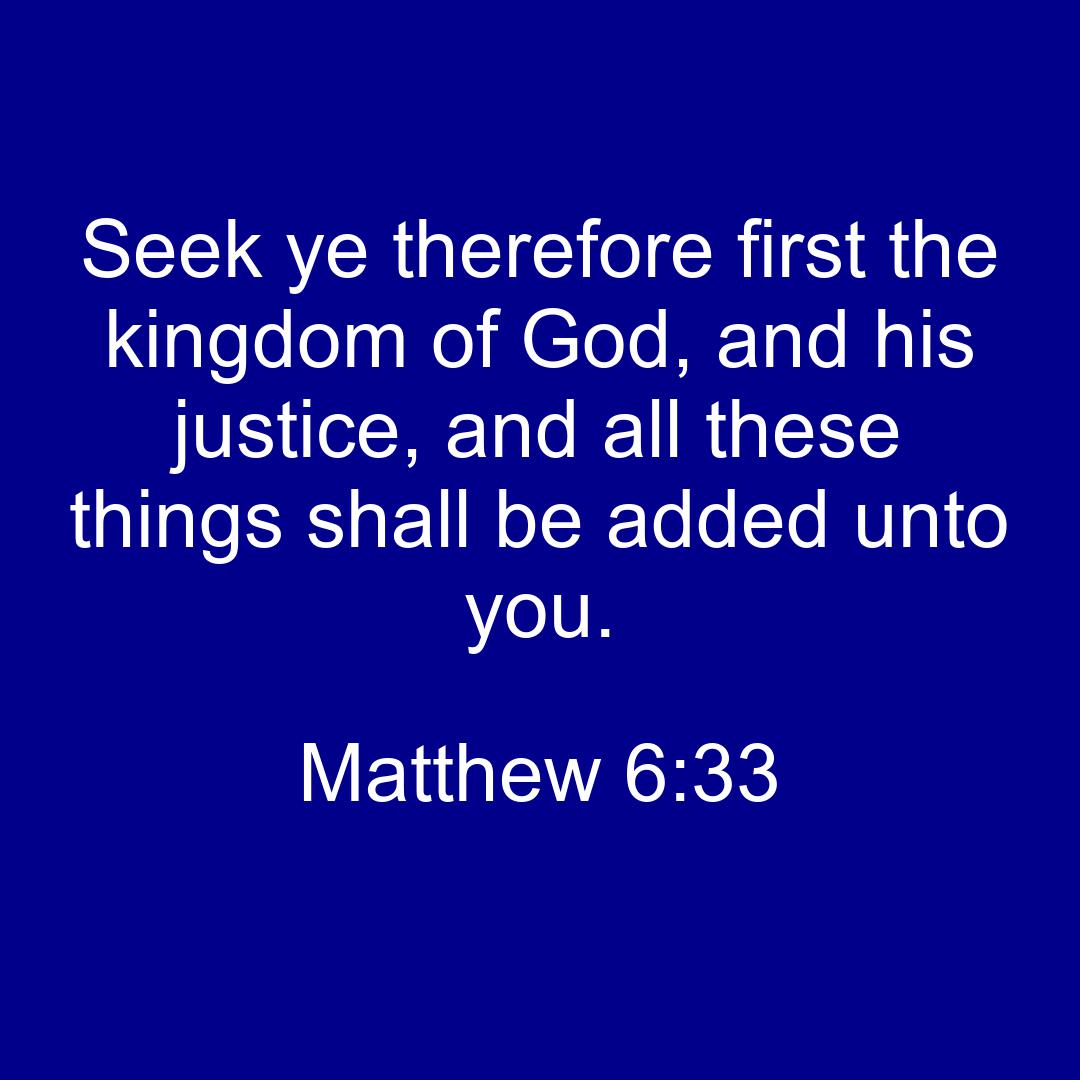 Seek ye therefore first the
kingdom of God, and his
justice, and all these
things shall be added unto
you.
Matthew 6:33